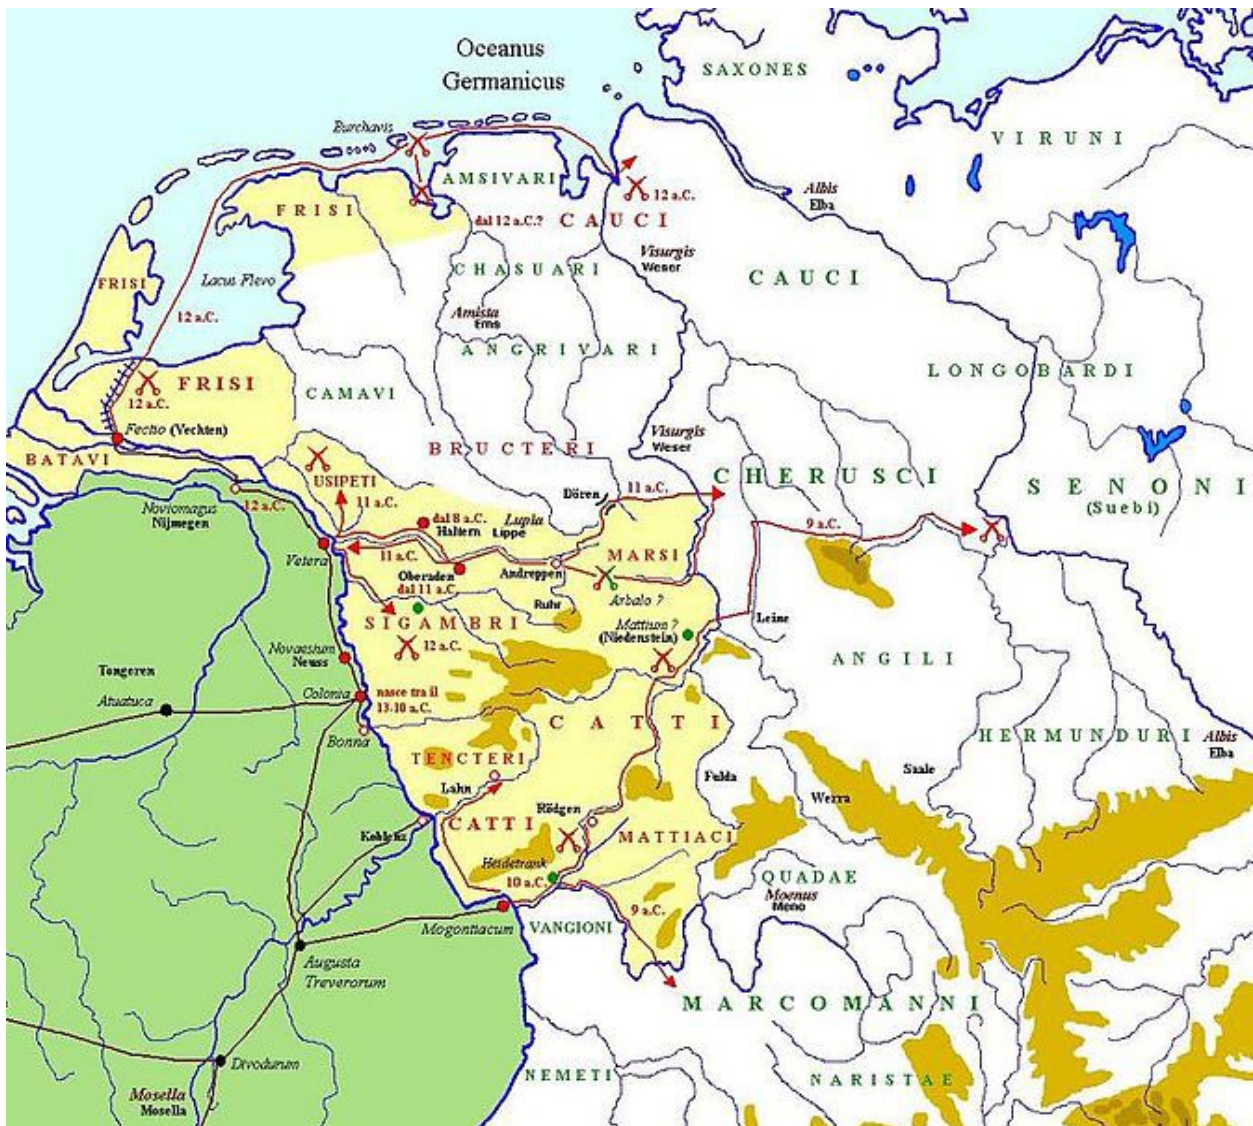 Oceanus
Germanicus
SAXONES
VIRUNI
Burchavis
AMSIVARI
FRISI
dal 12 a.C.?
CAUCI
12 a.C.
Albis
Elba
Visurgis
Weser
FRISI
Lacus Flevo
CHASUARI
CAUCI
12 a.C.
Amista
Ems
ANGRIVARI
LONGOBARDI
FRISI
12 a.C.
CAMAVI
Fectio (Vechten)
BATAVI
BRUCTERI
Visurgis
Weser
CHERUSCI
SENONI
(Suebi)
USIPETI
11 a.C.
Noviomagus
Nijmegen
12 a.C.
Dören
11 a.C.
dal 8 a.C.
Haltern
Lupia
Lippe
9 a.C.
Vetera
11 a.C.
Oberaden
dal 11 a.C.
Andreppen
MARSI
Arbalo ?
Ruhr
SIGAMBRI
12 a.C.
Mattium ?
(Niedenstein)
Leine
ANGILI
Novaesium
Neuss
Tongeren
Atuatuca
Colonia
nasce tra il
13-10 a.C.
Bonna
CATTI
HERMUNDURI
Albis
Elba
TENCTERI
Lahn
Fulda
Werra
Saale
Koblenz
CATTI
Rödgen
MATTIACI
Heidetrank
10 a.C.
QUADAE
Moenus
Meno
Mogontiacum
VANGIONI
9 a.C.
Augusta
Treverorum
MARCOMANNI
Divodurum
Mosella
Mosella
NEMETI
NARISTAE